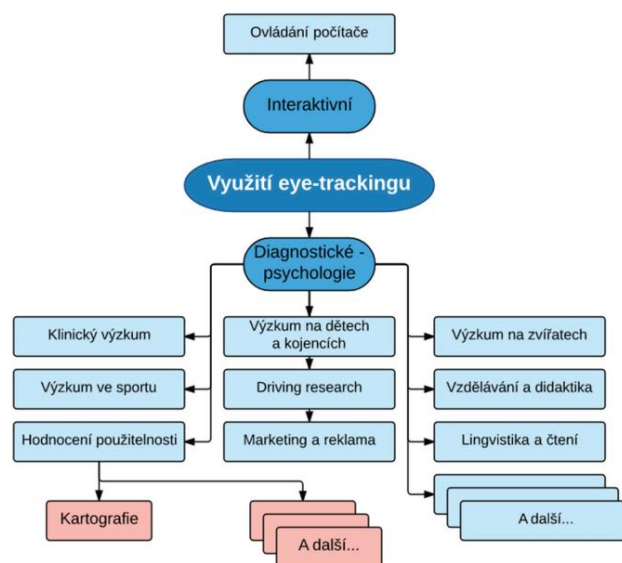 Ovládání počítače
Interaktivní
Využití eye-trackingu
Diagnostické -
psychologie
Klinický výzkum
Výzkum na dětech
a kojencích
Výzkum na zvířatech
Výzkum ve sportu
Driving research
Vzdělávání a didaktika
Hodnocení použitelnosti
Marketing a reklama
Lingvistika a čtení
Kartografie
A další...
A další...